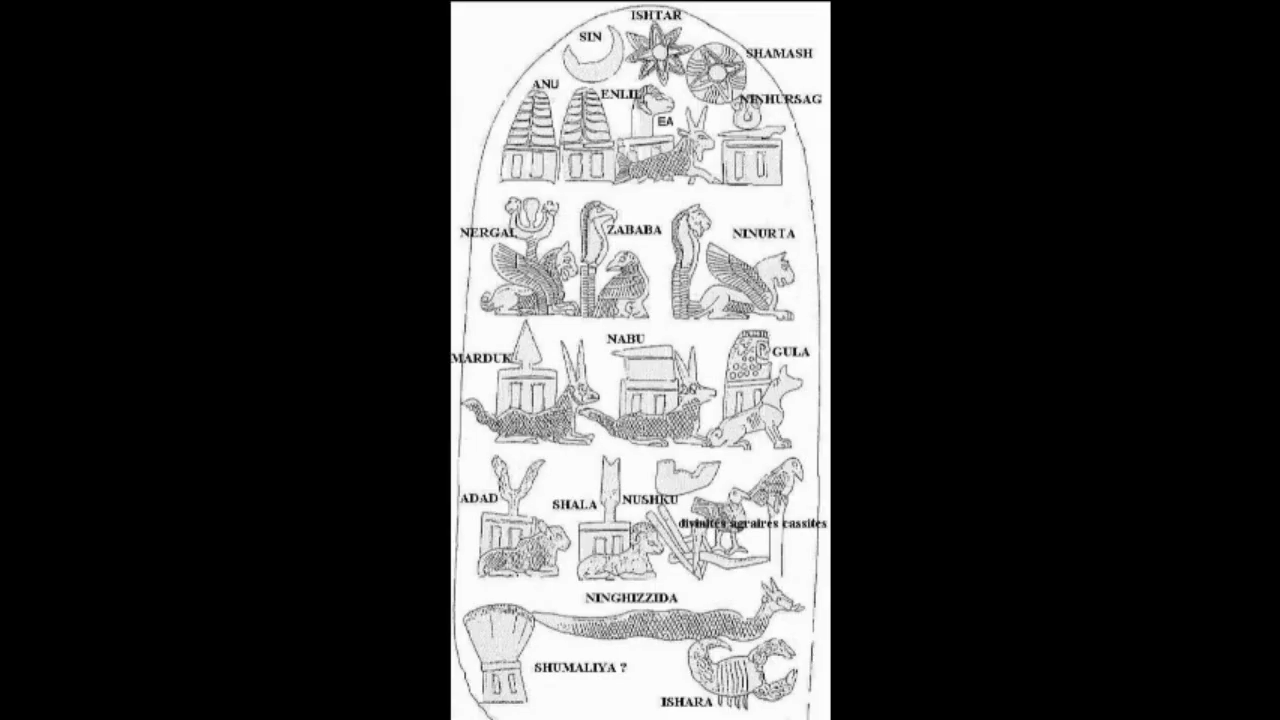 ISHTAR
SIN
SHAMASH
ANU
ENLIL
NINHURSAG
EA
NERGAL
ZABABA
NINURTA
MARDUK
NABU
GULA
ADAD
SHALA
NUSHKU
divinités agraires cassites
NINGHIZZIDA
SHUMALIYA ?
ISHARA